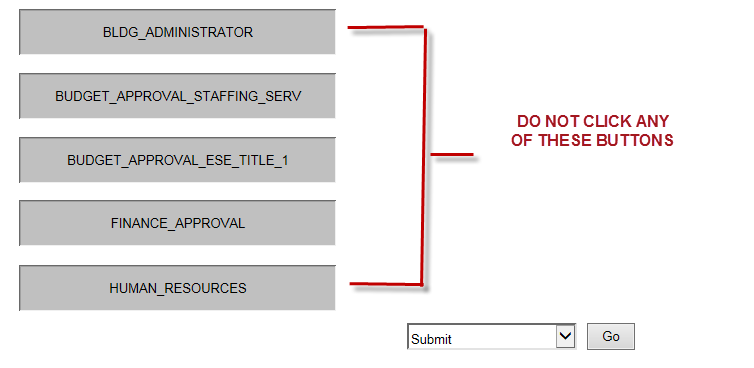 BLDG_ADMINISTRATOR
BUDGET_APPROVAL_STAFFING_SERV
BUDGET_APPROVAL_ESE_TITLE_1
FINANCE_APPROVAL
HUMAN_RESOURCES
DO NOT CLICK ANY
OF THESE BUTTONS
Submit
Go